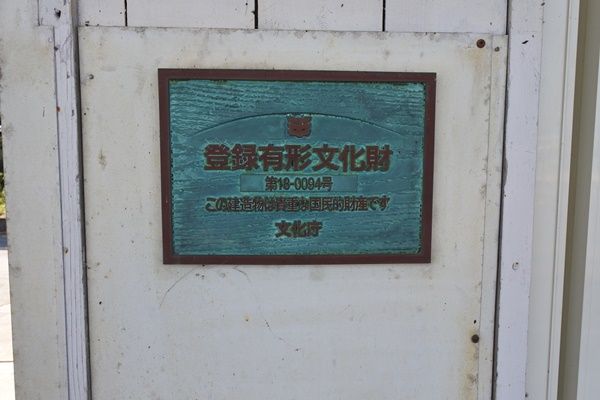 登録有形文化財
第18-0094号
この建造物は貴重な国民的財産です
文化庁